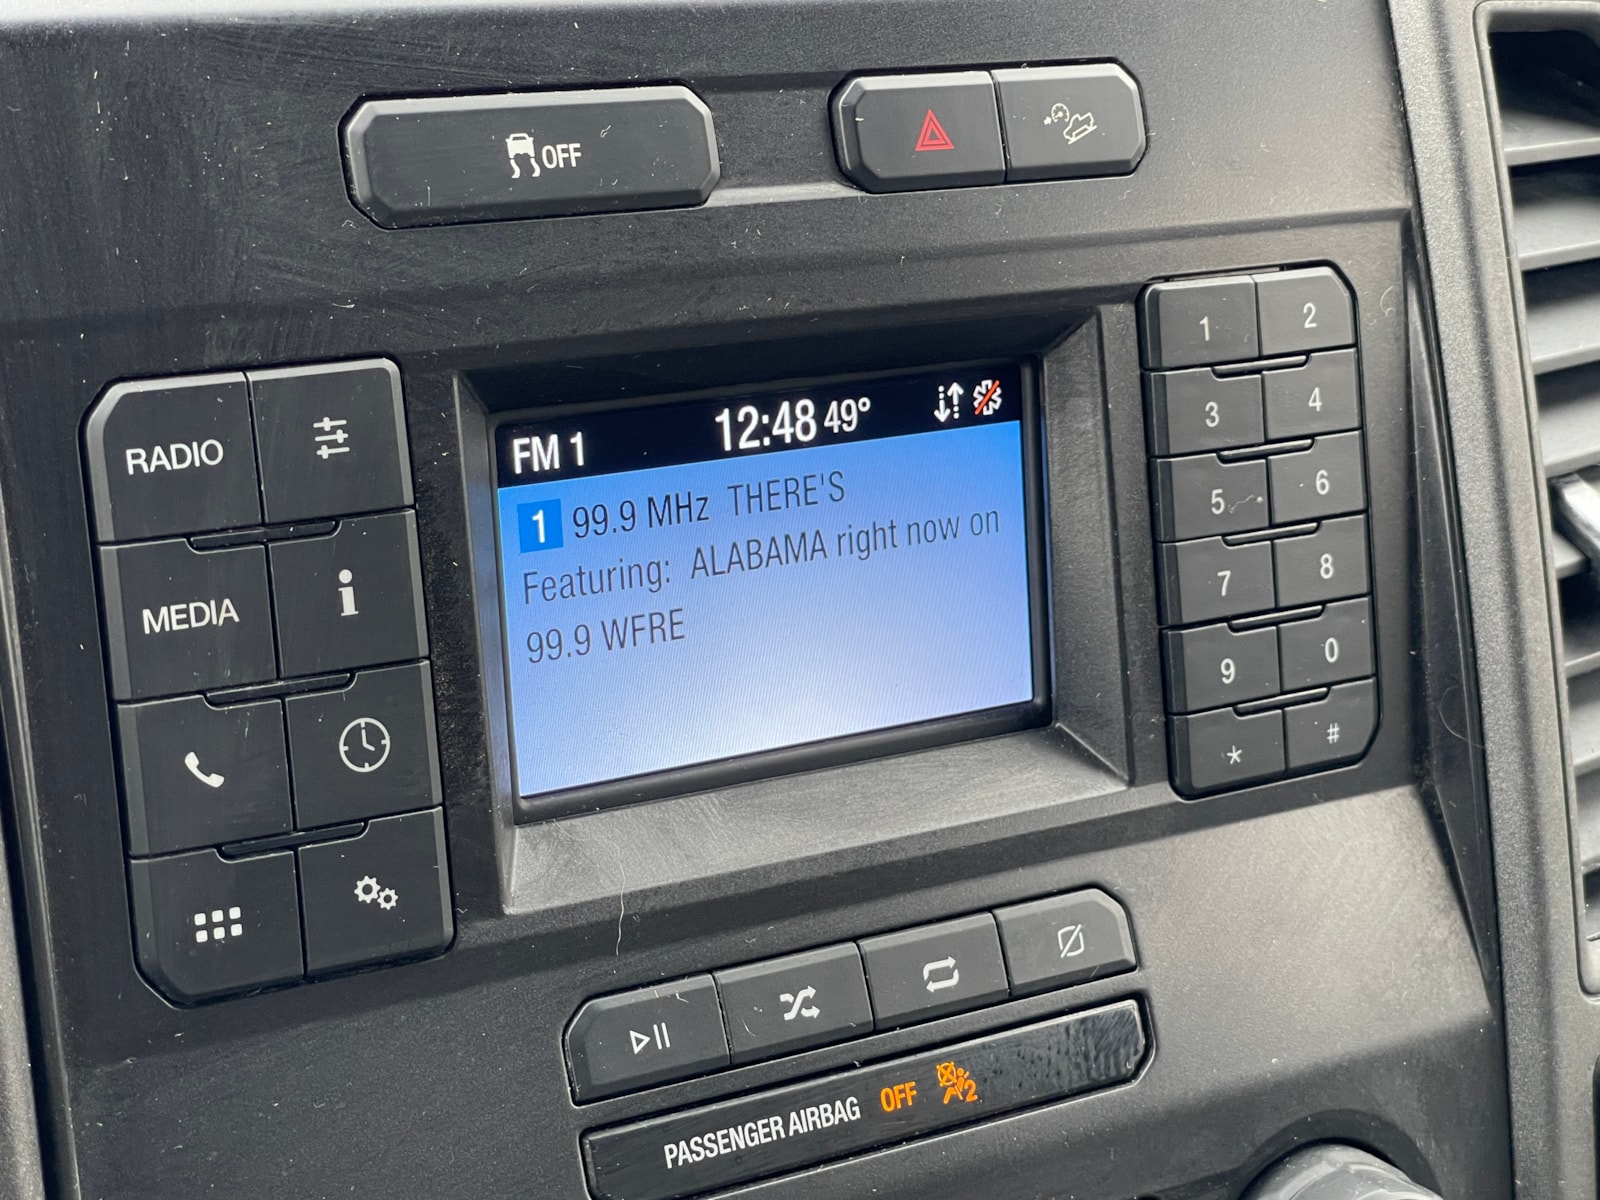 OFF
FM 1 12:48 49°
1 99.9 MHz THERE'S
Featuring: ALABAMA right now on
99.9 WFRE
RADIO
MEDIA
1 2
3 4
5 6
7 8
9 0
* #
PASSENGER AIRBAG OFF 2